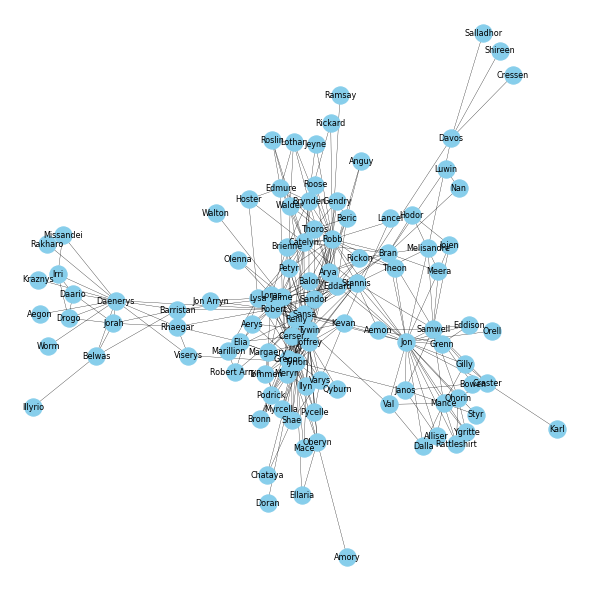 Salladhor
Shireen
Cressen
Ramsay
Rickard
Davos
Roslin
Lothar
Jeyne
Anguy
Luwin
Nan
Edmure
Roose
Hoster
Walder
Brynden
Gendry
Walton
Beric
Lancel
Hodor
Thoros
Missandei
Rakharo
Catelyn
Robb
Brienne
Melisandre
Jojen
Bran
Olenna
Rickon
Petyr
Theon
Meera
Kraznys
Irri
Arya
Balon
Eddard
Stannis
Daario
Daenerys
Jon Arryn
Lysa
Jaime
Sandor
Aegon
Drogo
Jorah
Barristan
Robert
Sansa
Rhaegar
Aerys
Renly
Kevan
Tywin
Aemon
Samwell
Eddison
Orell
Worm
Belwas
Viserys
Elia
Marillion
Cersei
Joffrey
Jon
Grenn
Margaery
Gregor
Tyrion
Gilly
Robert Arryn
Tommen
Meryn
Varys
Ilyn
Qyburn
Janos
Bowen
Craster
Podrick
Val
Mance
Qhorin
Illyrio
Myrcella
Pycelle
Styr
Bronn
Shae
Karl
Mace
Oberyn
Alliser
Ygritte
Dalla
Rattleshirt
Chataya
Ellaria
Doran
Amory